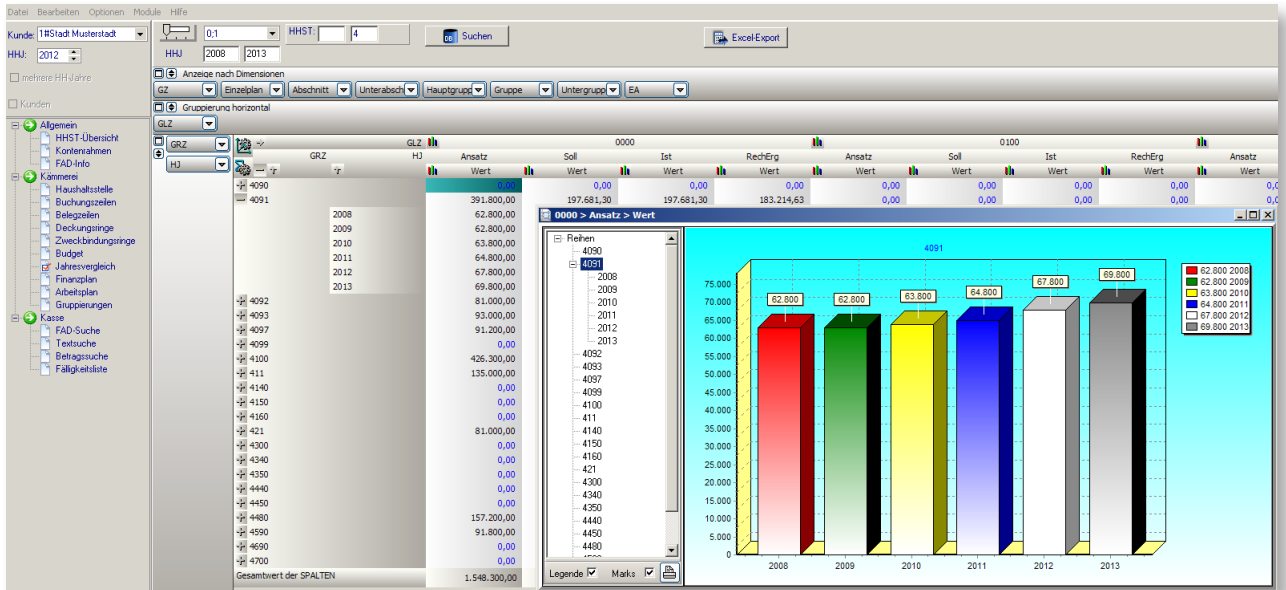 Datei Bearbeiten Optionen Module Hilfe
Kunde: 1#Stadt Musterstadt
HHJ: 2012
mehrere HH-Jahre
Kunden
Allgemein
HHST-Übersicht
Kontenrahmen
FAD-Info
Kämmerei
Haushaltsstelle
Buchungszeilen
Belegzeilen
Deckungsringe
Zweckbindungsringe
Budget
Jahresvergleich
Finanzplan
Arbeitsplan
Gruppierungen
Kasse
FAD-Suche
Textsuche
Betragssuche
Fälligkeitsliste
0;1 HHST: 4 Suchen Excel-Export
HHJ 2008 2013
Anzeige nach Dimensionen
GZ Einzelplan Abschnitt Unterabsch Hauptgrupp Gruppe Untergrupp EA
Gruppierung horizontal
GLZ
GRZ
HJ
GLZ 0000 0100
GRZ HJ Ansatz Soll Ist RechErg Ansatz Soll Ist RechErg Ansatz
Wert Wert Wert Wert Wert Wert Wert Wert Wert
4090 0,00 0,00 0,00 0,00 0,00 0,00 0,00 0,00
4091 391.800,00 197.681,30 197.681,30 183.214,63 0,00 0,00 0,00 0,00
2008 62.800,00
2009 62.800,00
2010 63.800,00
2011 64.800,00
2012 67.800,00
2013 69.800,00
4092 81.000,00
4093 93.000,00
4097 91.200,00
4099 0,00
4100 426.300,00
411 135.000,00
4140 0,00
4150 0,00
4160 0,00
421 81.000,00
4300 0,00
4340 0,00
4350 0,00
4440 0,00
4450 0,00
4480 157.200,00
4590 91.800,00
4690 0,00
4700 0,00
Gesamtwert der SPALTEN 1.548.300,00
0000 > Ansatz > Wert
Reihen
4090
4091
2008
2009
2010
2011
2012
2013
4092
4093
4097
4099
4100
411
4140
4150
4160
421
4300
4340
4350
4440
4450
4480
Legende Marks
4091
75.000
70.000
65.000
60.000
55.000
50.000
45.000
40.000
35.000
30.000
25.000
20.000
15.000
10.000
5.000
0
62.800 62.800 63.800 64.800 67.800 69.800
2008 2009 2010 2011 2012 2013
62.800 2008
62.800 2009
63.800 2010
64.800 2011
67.800 2012
69.800 2013